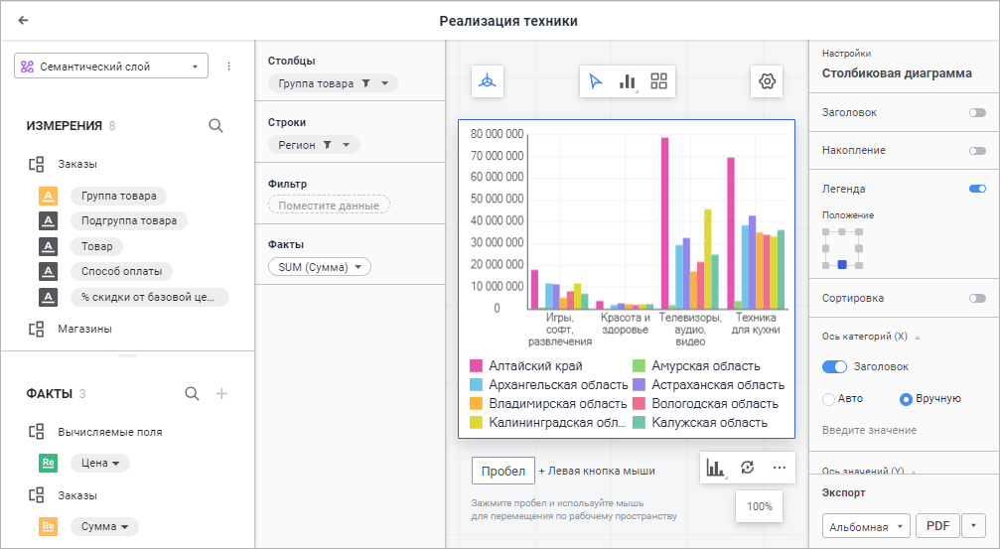 Реализация техники
Семантический слой
ИЗМЕРЕНИЯ 8
Заказы
Группа товара
Подгруппа товара
Товар
Способ оплаты
% скидки от базовой це...
Магазины
ФАКТЫ 3
Вычисляемые поля
Re Цена
Заказы
Re Сумма
Столбцы
Группа товара
Строки
Регион
Фильтр
Поместите данные
Факты
SUM (Сумма)
80 000 000
70 000 000
60 000 000
50 000 000
40 000 000
30 000 000
20 000 000
10 000 000
0
Игры,
софт,
развлечения
Красота и
здоровье
Телевизоры,
аудио,
видео
Техника
для кухни
Алтайский край
Амурская область
Архангельская область
Астраханская область
Владимирская область
Вологодская область
Калининградская обл...
Калужская область
Пробел + Левая кнопка мыши
Зажмите пробел и используйте мышь
для перемещения по рабочему пространству
100%
Настройки
Столбиковая диаграмма
Заголовок
Накопление
Легенда
Положение
Сортировка
Ось категорий (X)
Заголовок
Авто
Вручную
Введите значение
Ось значений (Y)
Экспорт
Альбомная
PDF